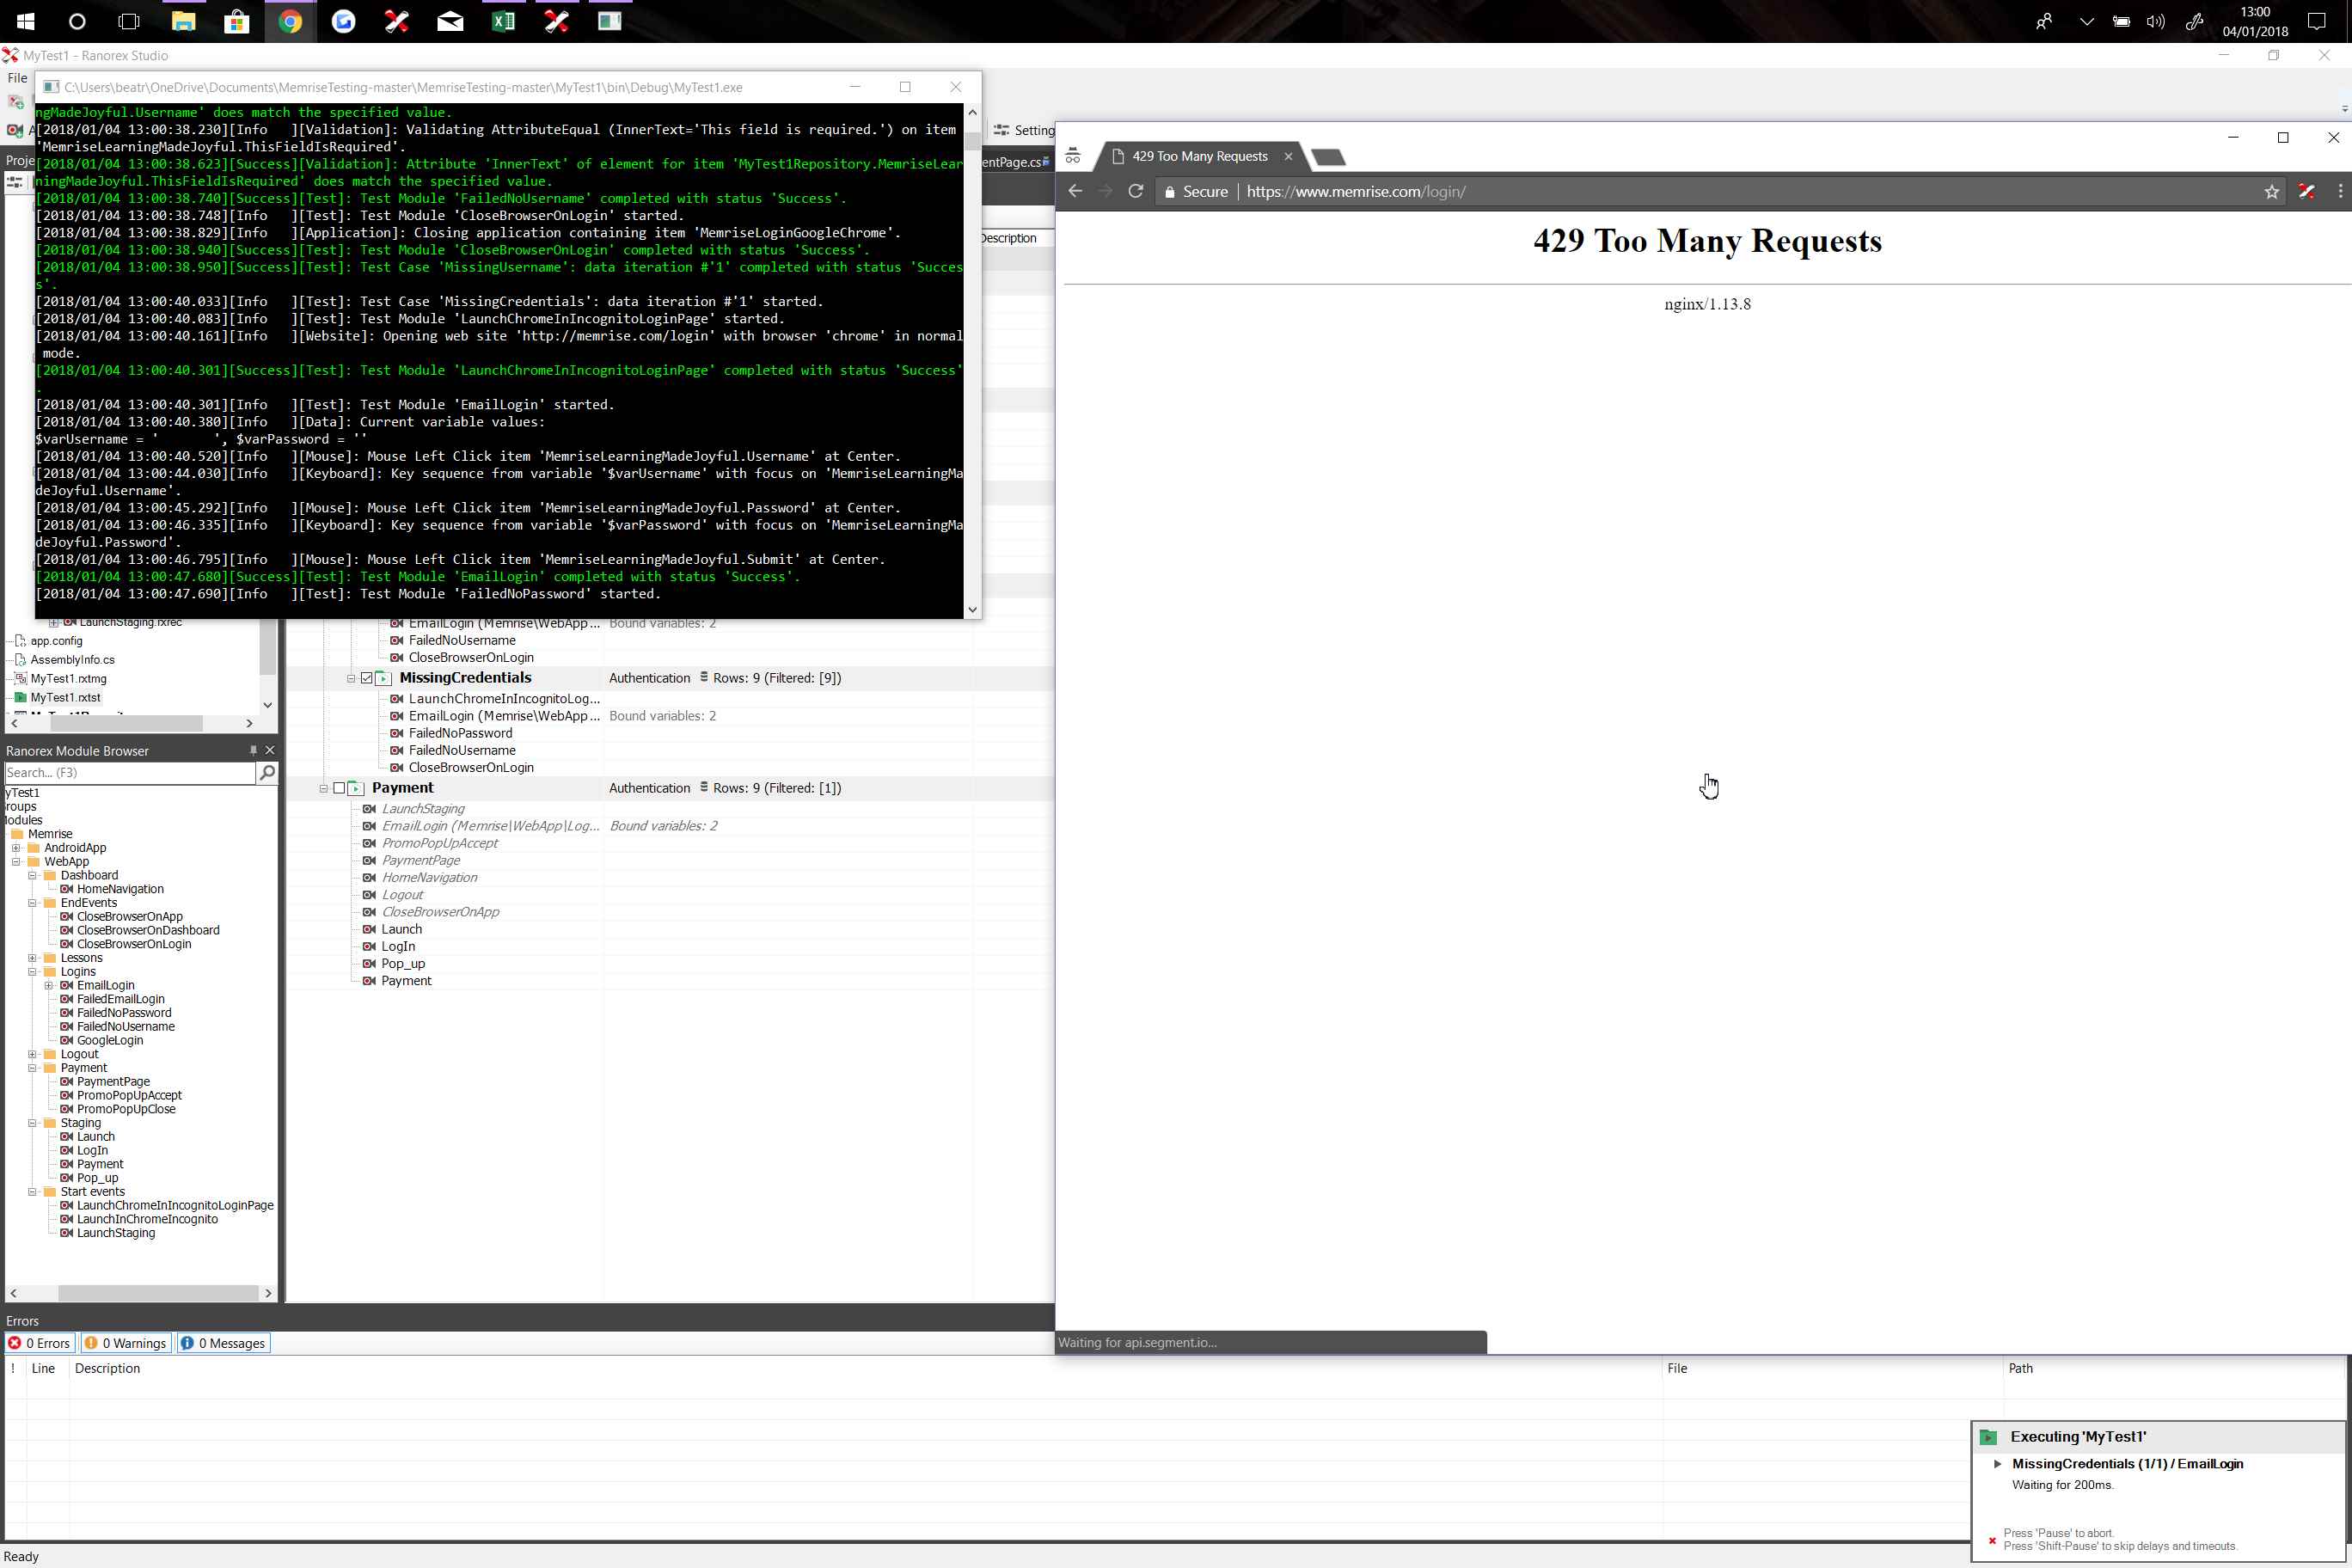 13:00
04/01/2018
MyTest1 - Ranorex Studio
File
C:\Users\beatr\OneDrive\Documents\MemriseTesting-master\MemriseTesting-master\MyTest1\bin\Debug\MyTest1.exe
ngMadeJoyful.Username' does match the specified value.
[2018/01/04 13:00:38.230][Info   ][Validation]: Validating AttributeEqual (InnerText='This field is required.') on item
'MemriseLearningMadeJoyful.ThisFieldIsRequired'.
[2018/01/04 13:00:38.623][Success][Validation]: Attribute 'InnerText' of element for item 'MyTest1Repository.MemriseLear
ningMadeJoyful.ThisFieldIsRequired' does match the specified value.
[2018/01/04 13:00:38.740][Success][Test]: Test Module 'FailedNoUsername' completed with status 'Success'.
[2018/01/04 13:00:38.748][Info   ][Test]: Test Module 'CloseBrowserOnLogin' started.
[2018/01/04 13:00:38.829][Info   ][Application]: Closing application containing item 'MemriseLoginGoogleChrome'.
[2018/01/04 13:00:38.940][Success][Test]: Test Module 'CloseBrowserOnLogin' completed with status 'Success'.
[2018/01/04 13:00:38.950][Success][Test]: Test Case 'MissingUsername': data iteration #'1' completed with status 'Succes
s'.
[2018/01/04 13:00:40.033][Info   ][Test]: Test Case 'MissingCredentials': data iteration #'1' started.
[2018/01/04 13:00:40.083][Info   ][Test]: Test Module 'LaunchChromeInIncognitoLoginPage' started.
[2018/01/04 13:00:40.161][Info   ][Website]: Opening web site 'http://memrise.com/login' with browser 'chrome' in normal
mode.
[2018/01/04 13:00:40.301][Success][Test]: Test Module 'LaunchChromeInIncognitoLoginPage' completed with status 'Success'
.
[2018/01/04 13:00:40.301][Info   ][Test]: Test Module 'EmailLogin' started.
[2018/01/04 13:00:40.380][Info   ][Data]: Current variable values:
$varUsername = '       ', $varPassword = ''
[2018/01/04 13:00:40.520][Info   ][Mouse]: Mouse Left Click item 'MemriseLearningMadeJoyful.Username' at Center.
[2018/01/04 13:00:44.030][Info   ][Keyboard]: Key sequence from variable '$varUsername' with focus on 'MemriseLearningMa
deJoyful.Username'.
[2018/01/04 13:00:45.292][Info   ][Mouse]: Mouse Left Click item 'MemriseLearningMadeJoyful.Password' at Center.
[2018/01/04 13:00:46.335][Info   ][Keyboard]: Key sequence from variable '$varPassword' with focus on 'MemriseLearningMa
deJoyful.Password'.
[2018/01/04 13:00:46.795][Info   ][Mouse]: Mouse Left Click item 'MemriseLearningMadeJoyful.Submit' at Center.
[2018/01/04 13:00:47.680][Success][Test]: Test Module 'EmailLogin' completed with status 'Success'.
[2018/01/04 13:00:47.690][Info   ][Test]: Test Module 'FailedNoPassword' started.
Proje
Setting
entPage.cs
Description
429 Too Many Requests
Secure
https://www.memrise.com/login/
429 Too Many Requests
nginx/1.13.8
Waiting for api.segment.io...
LaunchStaging.rxrec
app.config
AssemblyInfo.cs
MyTest1.rxtmg
MyTest1.rxtst
EmailLogin (Memrise\WebApp... Bound variables: 2
FailedNoUsername
CloseBrowserOnLogin
MissingCredentials Authentication Rows: 9 (Filtered: [9])
LaunchChromeInIncognitoLog...
EmailLogin (Memrise\WebApp... Bound variables: 2
FailedNoPassword
FailedNoUsername
CloseBrowserOnLogin
Payment Authentication Rows: 9 (Filtered: [1])
LaunchStaging
EmailLogin (Memrise\WebApp\Log... Bound variables: 2
PromoPopUpAccept
PaymentPage
HomeNavigation
Logout
CloseBrowserOnApp
Launch
LogIn
Pop_up
Payment
Ranorex Module Browser
Search... (F3)
yTest1
roups
odules
Memrise
AndroidApp
WebApp
Dashboard
HomeNavigation
EndEvents
CloseBrowserOnApp
CloseBrowserOnDashboard
CloseBrowserOnLogin
Lessons
Logins
EmailLogin
FailedEmailLogin
FailedNoPassword
FailedNoUsername
GoogleLogin
Logout
Payment
PaymentPage
PromoPopUpAccept
PromoPopUpClose
Staging
Launch
LogIn
Payment
Pop_up
Start events
LaunchChromeInIncognitoLoginPage
LaunchInChromeIncognito
LaunchStaging
Errors
0 Errors 0 Warnings 0 Messages
! Line Description File Path
Executing 'MyTest1'
MissingCredentials (1/1) / EmailLogin
Waiting for 200ms.
Press 'Pause' to abort.
Press 'Shift-Pause' to skip delays and timeouts.
Ready